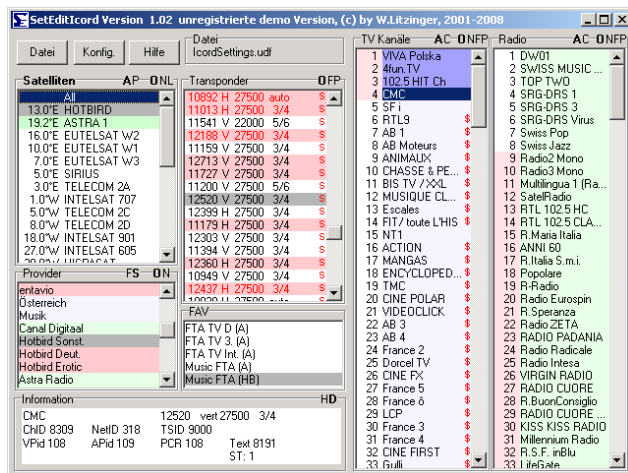 SetEditIcord Version 1.02 unregistrierte demo Version, (c) by W.Litzinger, 2001-2008
Datei
Konfig.
Hilfe
Datei
IcordSettings.udf
Satelliten AP ONL
All
13.0°E HOTBIRD
19.2°E ASTRA 1
16.0°E EUTELSAT W2
10.0°E EUTELSAT W1
7.0°E EUTELSAT W3
5.0°E SIRIUS
3.0°E TELECOM 2A
1.0°W INTELSAT 707
5.0°W TELECOM 2C
8.0°W TELECOM 2D
18.0°W INTELSAT 901
27.0°W INTELSAT 605
Transponder OFP
10892 H 27500 auto S
11013 H 27500 3/4 S
11541 V 22000 5/6 S
12188 V 27500 3/4 S
11159 V 27500 3/4 S
12713 V 27500 3/4 S
11727 V 27500 3/4 S
11200 V 27500 5/6 S
12520 V 27500 3/4 S
12399 H 27500 3/4 S
11179 H 27500 3/4 S
12303 V 27500 3/4 S
11394 V 27500 3/4 S
12360 H 27500 3/4 S
10949 V 27500 3/4 S
12437 H 27500 3/4 S
Provider FS ON
entavio
Österreich
Musik
Canal Digitaal
Hotbird Sonst.
Hotbird Deut.
Hotbird Erotic
Astra Radio
FAV
FTA TV D (A)
FTA TV 3. (A)
FTA TV Int. (A)
Music FTA (A)
Music FTA (HB)
Information HD
CMC 12520 vert 27500 3/4
ChID 8309 NetID 318 TSID 9000
VPid 108 APid 109 PCR 108 Text 8191
ST: 1
TV Kanäle AC ONFP
1 VIVA Polska
2 4fun.TV
3 102.5 HIT Ch
4 CMC
5 SF i
6 RTL9 $
7 AB 1 $
8 AB Moteurs $
9 ANIMAUX $
10 CHASSE & PE... $
11 BIS TV / XXL $
12 MUSIQUE CL... $
13 Escales $
14 FIT/ toute L'HIS $
15 NT1 $
16 ACTION $
17 MANGAS $
18 ENCYCLOPED... $
19 TMC $
20 CINE POLAR $
21 VIDEOCLICK $
22 AB 3 $
23 AB 4 $
24 France 2 $
25 Dorcel TV $
26 CINE FX $
27 France 5 $
28 France ô $
29 LCP $
30 France 3 $
31 France 4 $
32 CINE FIRST $
33 Gulli $
Radio AC ONFP
1 DW01
2 SWISS MUSIC ...
3 TOP TWO
4 SRG-DRS 1
5 SRG-DRS 3
6 SRG-DRS Virus
7 Swiss Pop
8 Swiss Jazz
9 Radio2 Mono
10 Radio3 Mono
11 Multilingua 1 (Ra...
12 SatelRadio
13 RTL 102.5 HC
14 RTL 102.5 CLA...
15 R.Maria Italia
16 ANNI 60
17 R.Italia S.m.i.
18 Popolare
19 R-Radio
20 Radio Eurospin
21 R.Speranza
22 Radio ZETA
23 RADIO PADANIA
24 Radio Radicale
25 Radio Intesa
26 VIRGIN RADIO
27 RADIO CUORE
28 R.BuonConsiglio
29 RADIO CUORE ...
30 KISS KISS RADIO
31 Millennium Radio
32 R.S.F. inBlu
33 LifeGate